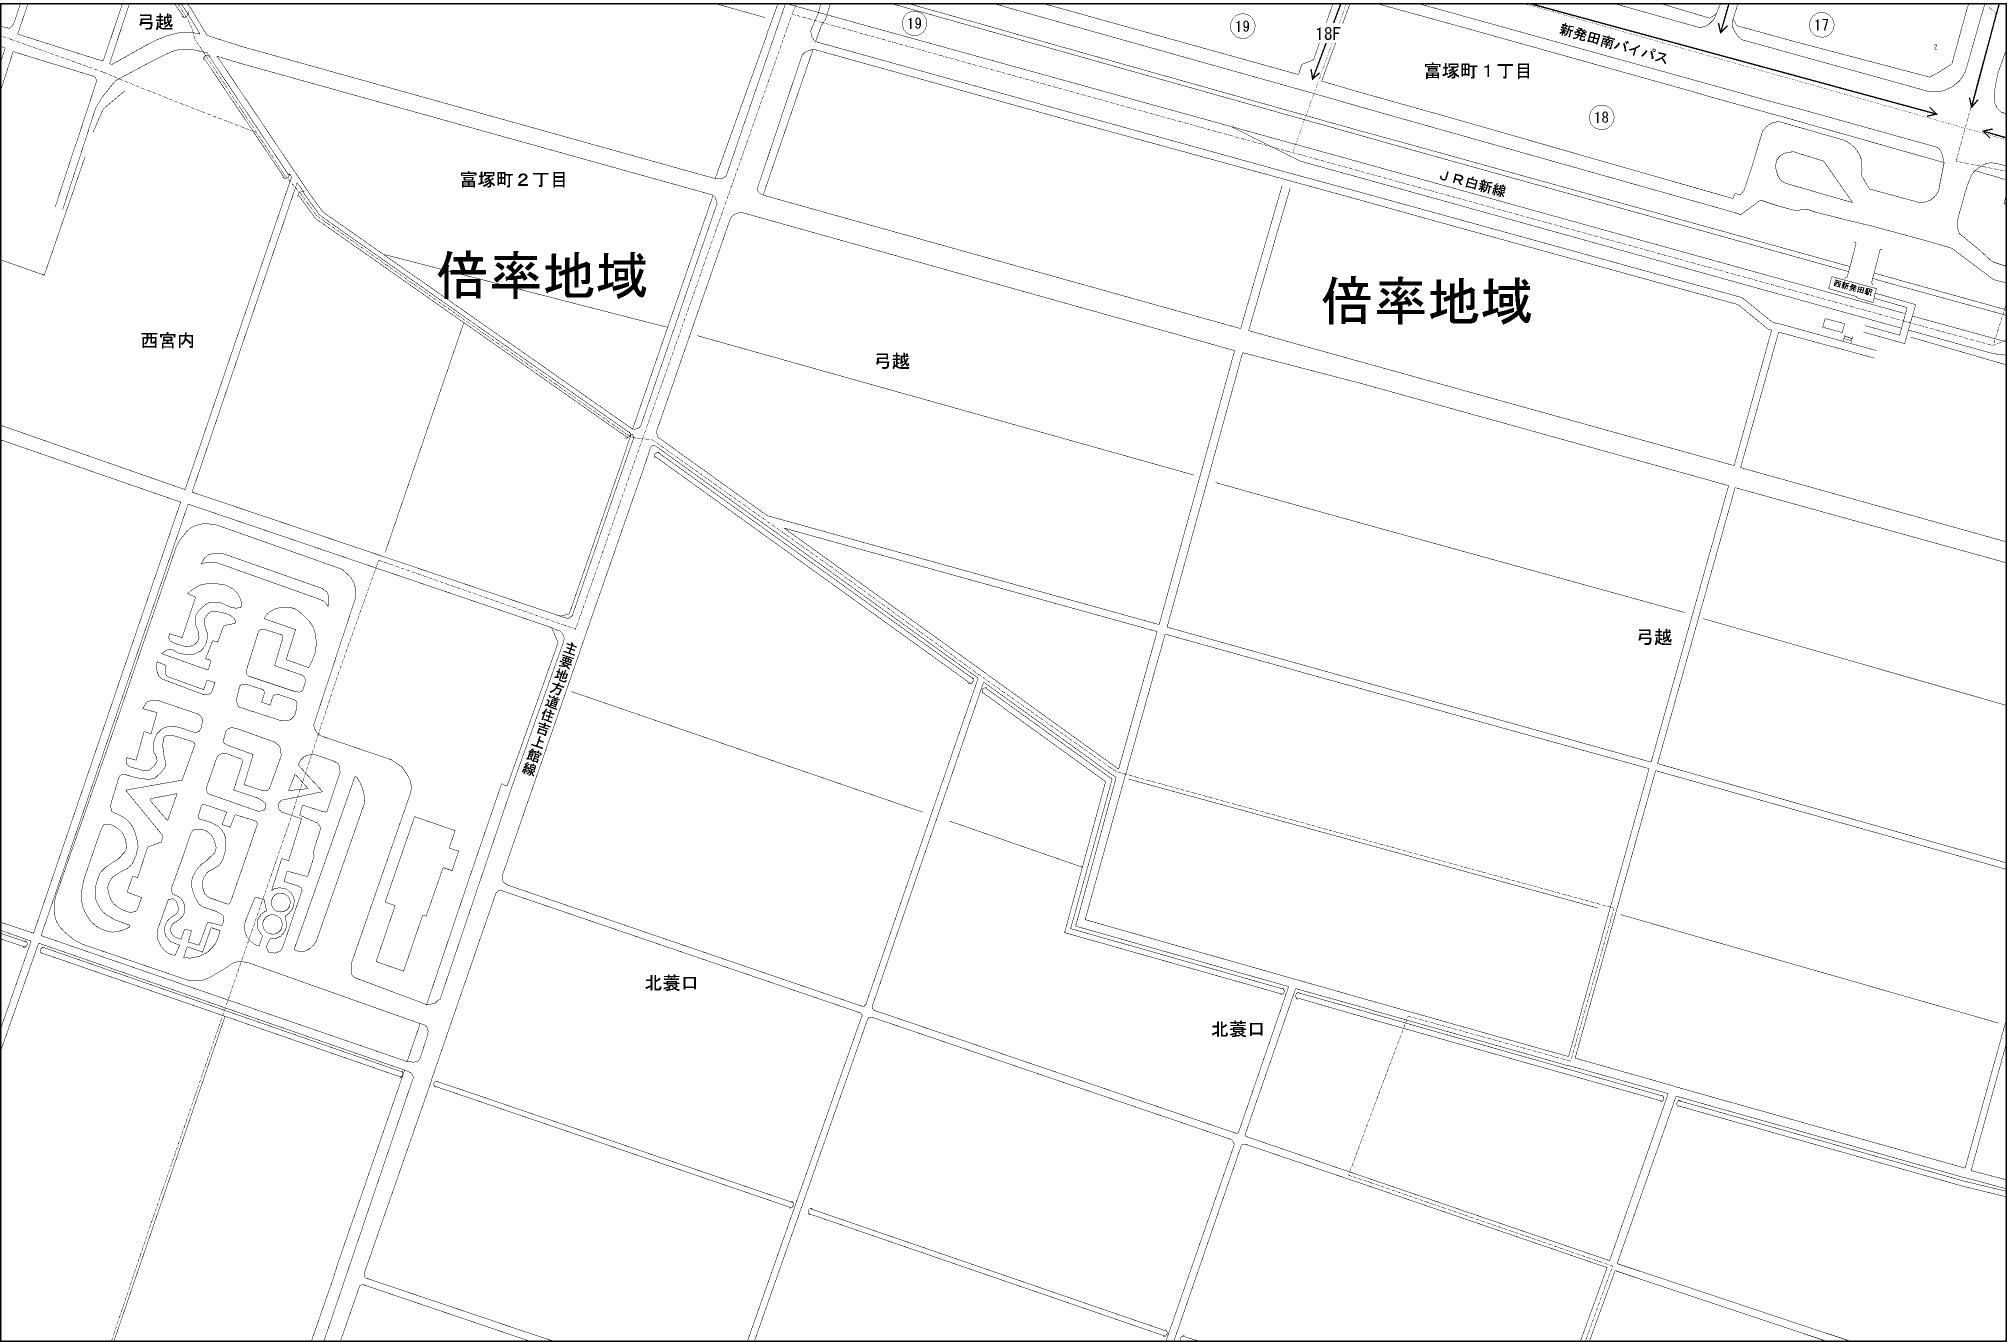 弓越
19
19
18F
新発田南バイパス
17
2
富塚町1丁目
18
富塚町2丁目
JR白新線
倍率地域
倍率地域
西新発田駅
西宮内
弓越
弓越
主要地方道住吉上館線
北蓑口
北蓑口